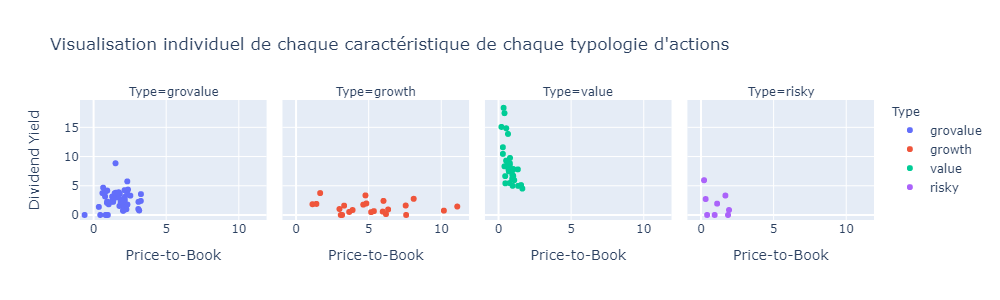 Visualisation individuel de chaque caractéristique de chaque typologie d'actions
Type=grovalue
Type=growth
Type=value
Type=risky
Type
grovalue
growth
value
risky
Dividend Yield
15
10
5
0
0 5 10
0 5 10
0 5 10
0 5 10
Price-to-Book
Price-to-Book
Price-to-Book
Price-to-Book